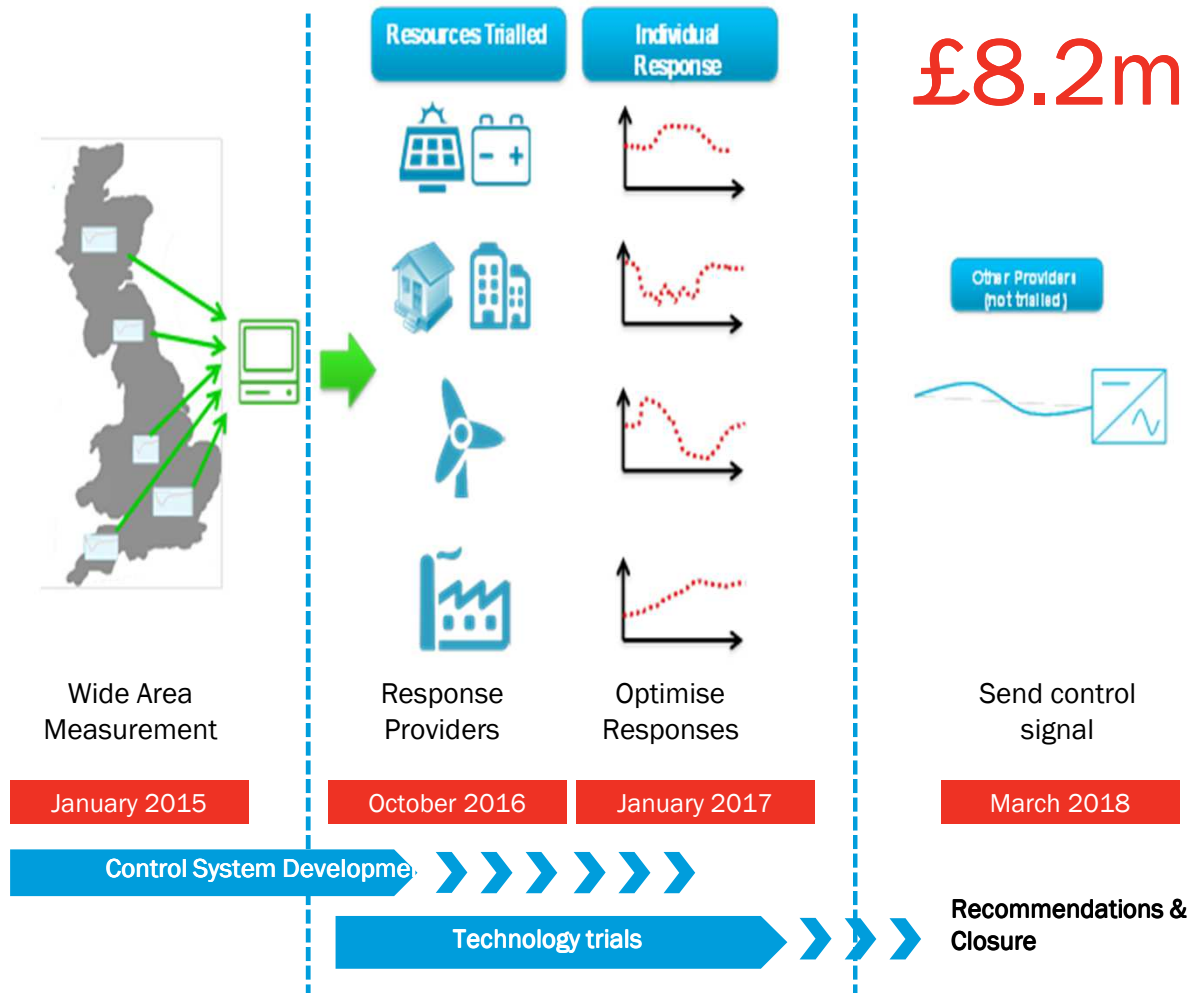 Resources Trialled
Individual
Response
£8.2m
Other Providers
(not trialled)
Wide Area
Measurement
Response
Providers
Optimise
Responses
Send control
signal
January 2015
October 2016
January 2017
March 2018
Control System Developme
Technology trials
Recommendations &
Closure